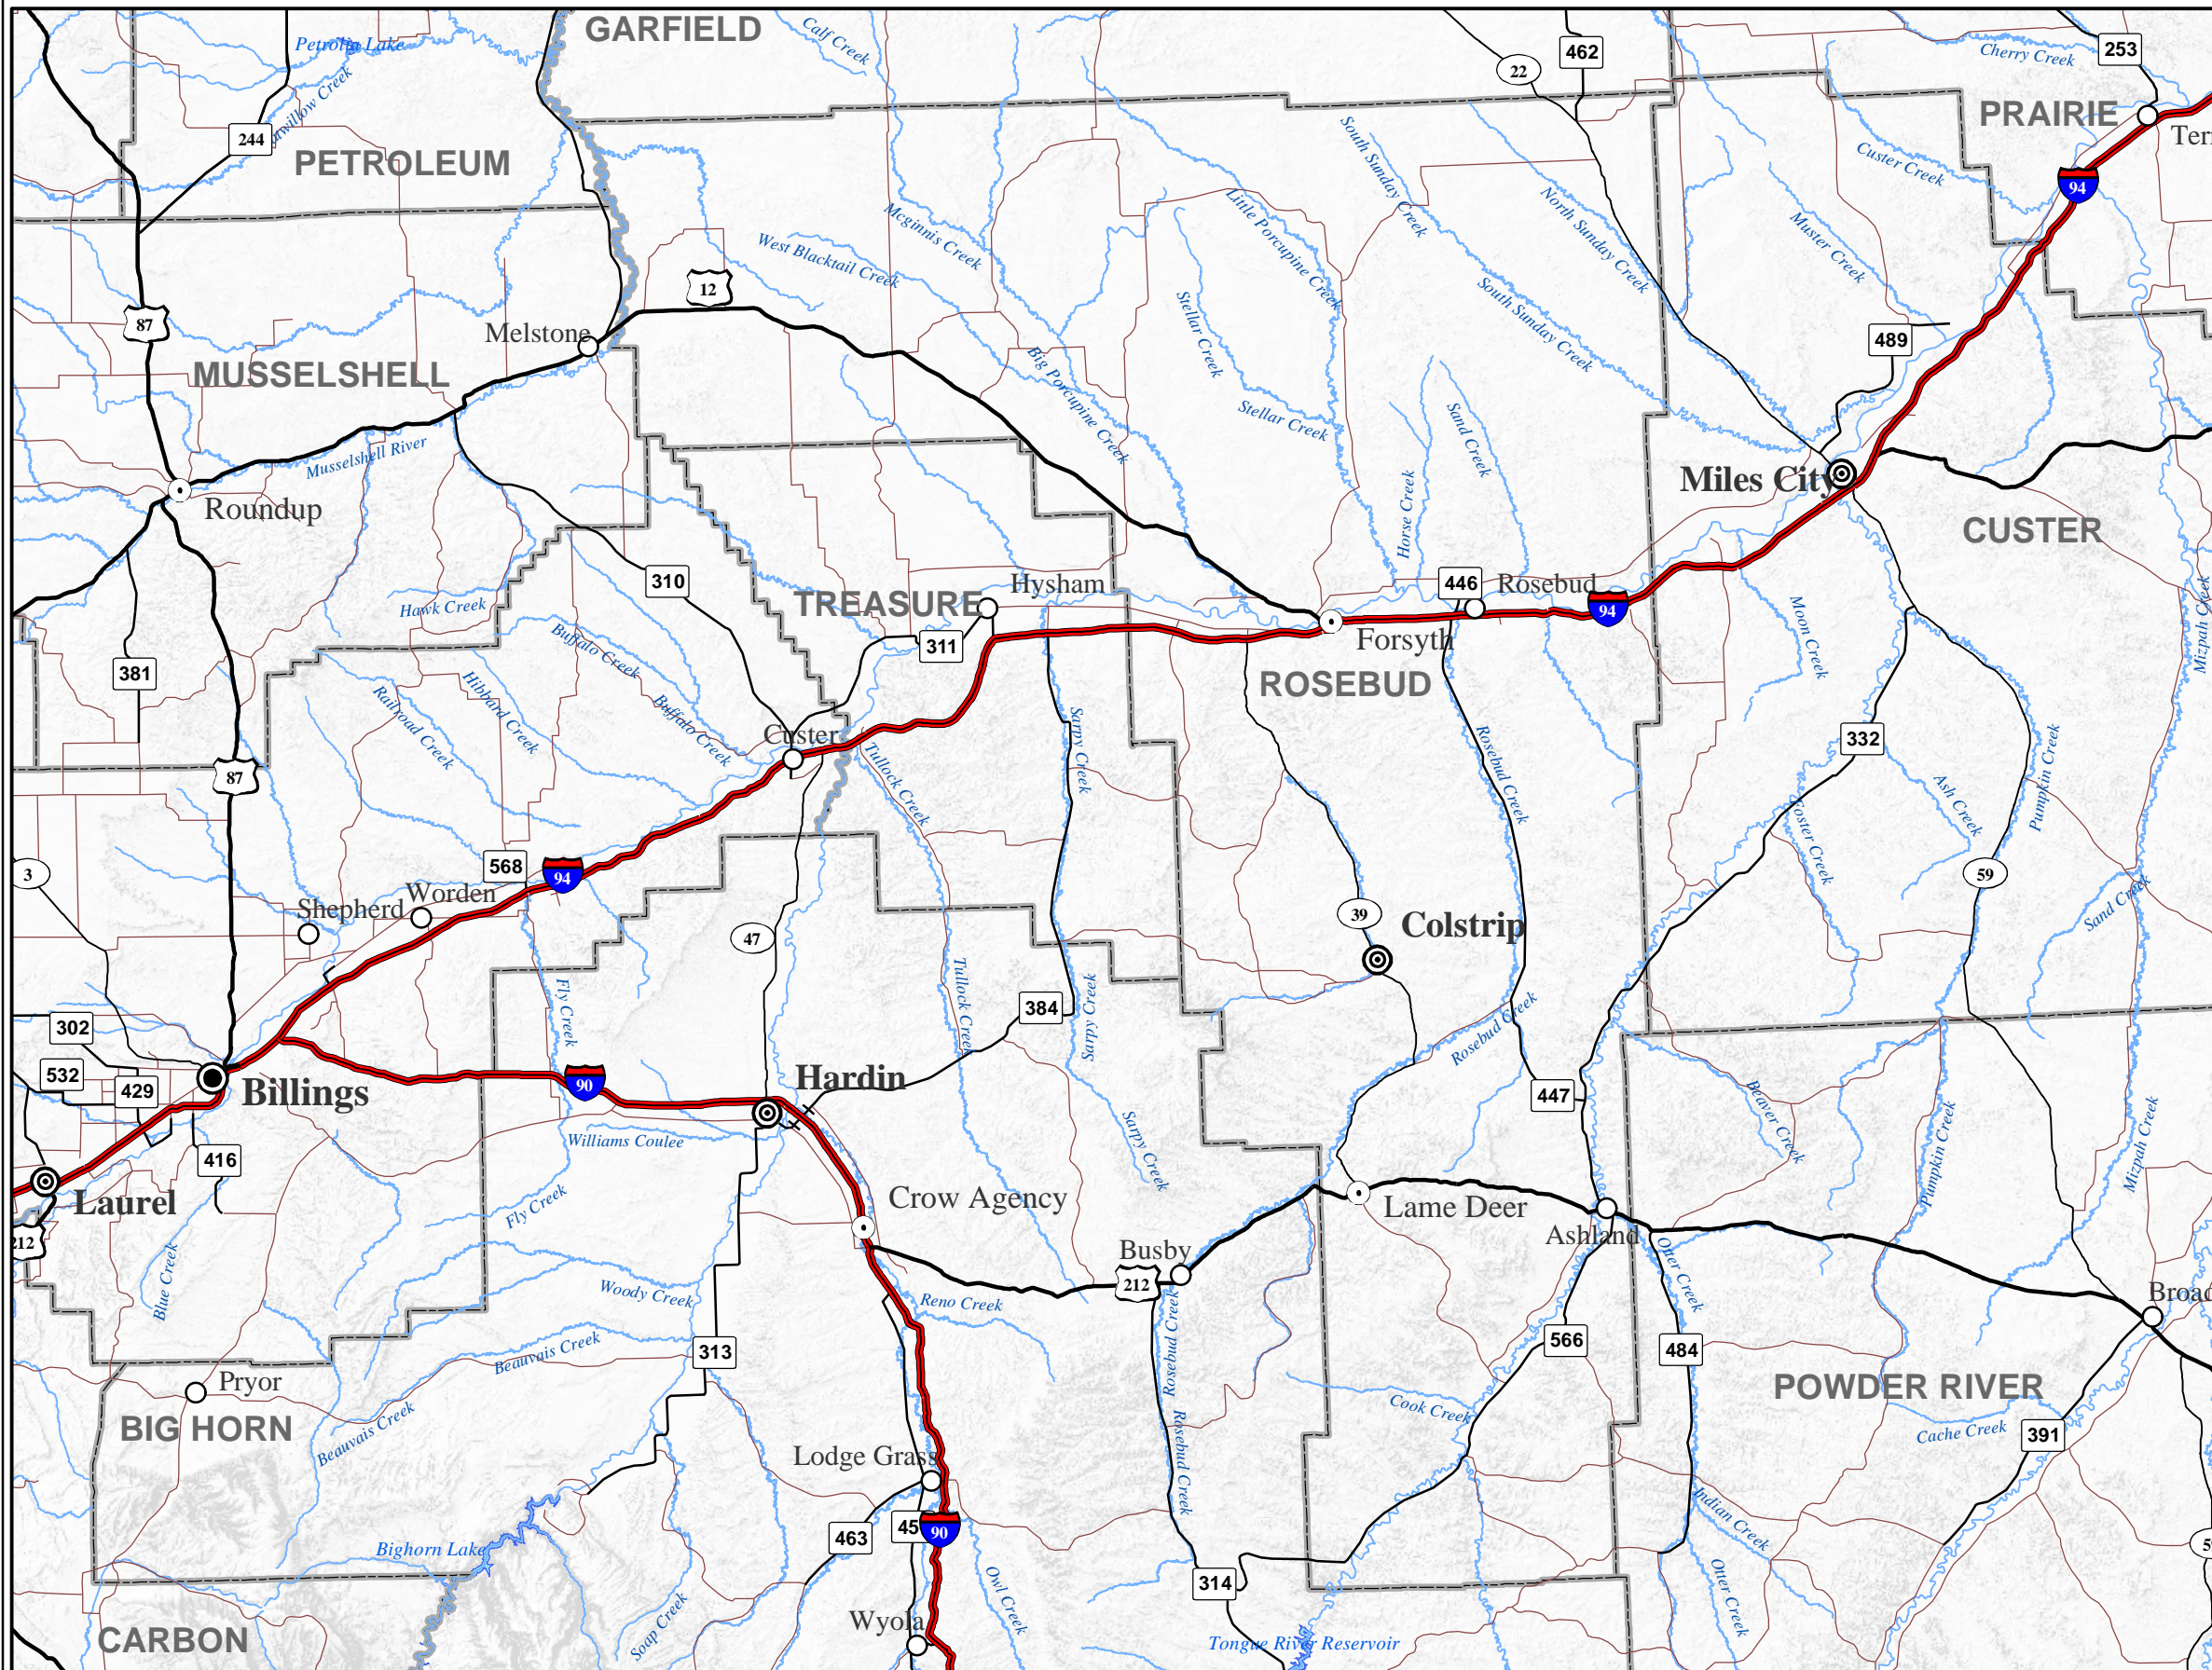 GARFIELD
Calf Creek
Petrolia Lake
462
253
Cherry Creek
22
PRAIRIE
244
PETROLEUM
South Sunday Creek
Custer Creek
94
Mcginnis Creek
Little Porcupine Creek
North Sunday Creek
Muster Creek
West Blacktail Creek
12
87
Melstone
Stellar Creek
South Sunday Creek
489
MUSSELSHELL
Big Porcupine Creek
Stellar Creek
Sand Creek
Musselshell River
Miles City
Roundup
Horse Creek
CUSTER
310
Hysham
446
Rosebud
94
TREASURE
Hawk Creek
Moon Creek
Mizpah Creek
311
Forsyth
Buffalo Creek
381
ROSEBUD
Railroad Creek
Hibbard Creek
Buffalo Creek
Custer
Sarpy Creek
Rosebud Creek
332
Pumpkin Creek
87
Tullock Creek
Ash Creek
Foster Creek
568
94
3
Worden
Shepherd
59
39
Colstrip
Sand Creek
47
Fly Creek
Tullock Creek
Sarpy Creek
384
302
Rosebud Creek
532
429
Billings
90
Hardin
447
Beaver Creek
Pumpkin Creek
Mizpah Creek
Williams Coulee
Sarpy Creek
416
Laurel
Fly Creek
Crow Agency
Lame Deer
212
Ashland
Busby
Otter Creek
Blue Creek
Woody Creek
212
Reno Creek
Rosebud Creek
Beauvais Creek
313
566
484
Pryor
POWDER RIVER
BIG HORN
Beauvais Creek
Cook Creek
Rosebud Creek
Cache Creek
391
Lodge Grass
463
90
Indian Creek
Bighorn Lake
Owl Creek
314
Otter Creek
Soap Creek
CARBON
Wyola
Tongue River Reservoir